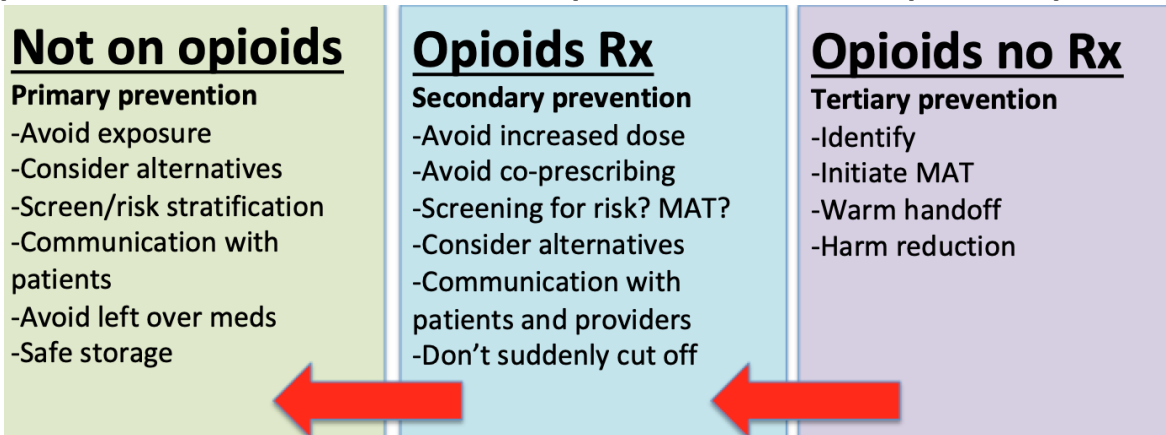 Not on opioids
Primary prevention
-Avoid exposure
-Consider alternatives
-Screen/risk stratification
-Communication with
patients
-Avoid left over meds
-Safe storage
Opioids Rx
Secondary prevention
-Avoid increased dose
-Avoid co-prescribing
-Screening for risk? MAT?
-Consider alternatives
-Communication with
patients and providers
-Don’t suddenly cut off
Opioids no Rx
Tertiary prevention
-Identify
-Initiate MAT
-Warm handoff
-Harm reduction